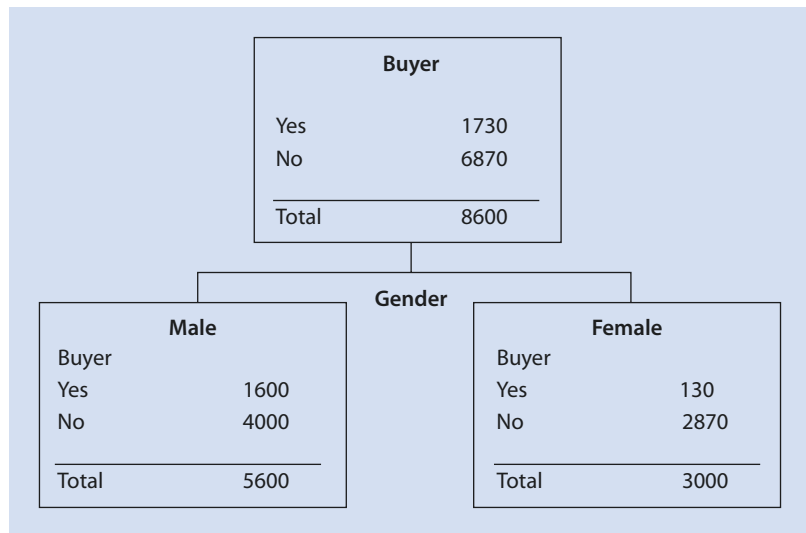 Buyer
Yes 1730
No 6870
Total 8600
Gender
Male
Buyer
Yes 1600
No 4000
Total 5600
Female
Buyer
Yes 130
No 2870
Total 3000